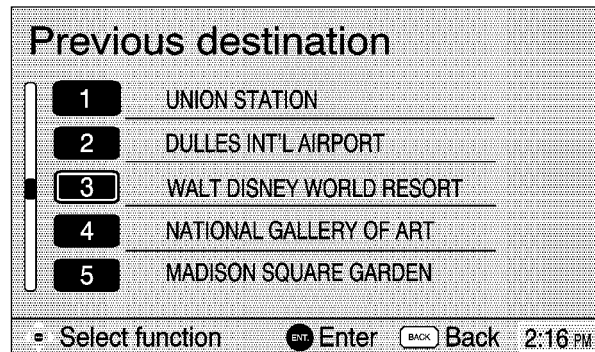 Previous destination
1 UNION STATION
2 DULLES INT'L AIRPORT
3 WALT DISNEY WORLD RESORT
4 NATIONAL GALLERY OF ART
5 MADISON SQUARE GARDEN
Select function ENT. Enter BACK Back 2:16 PM